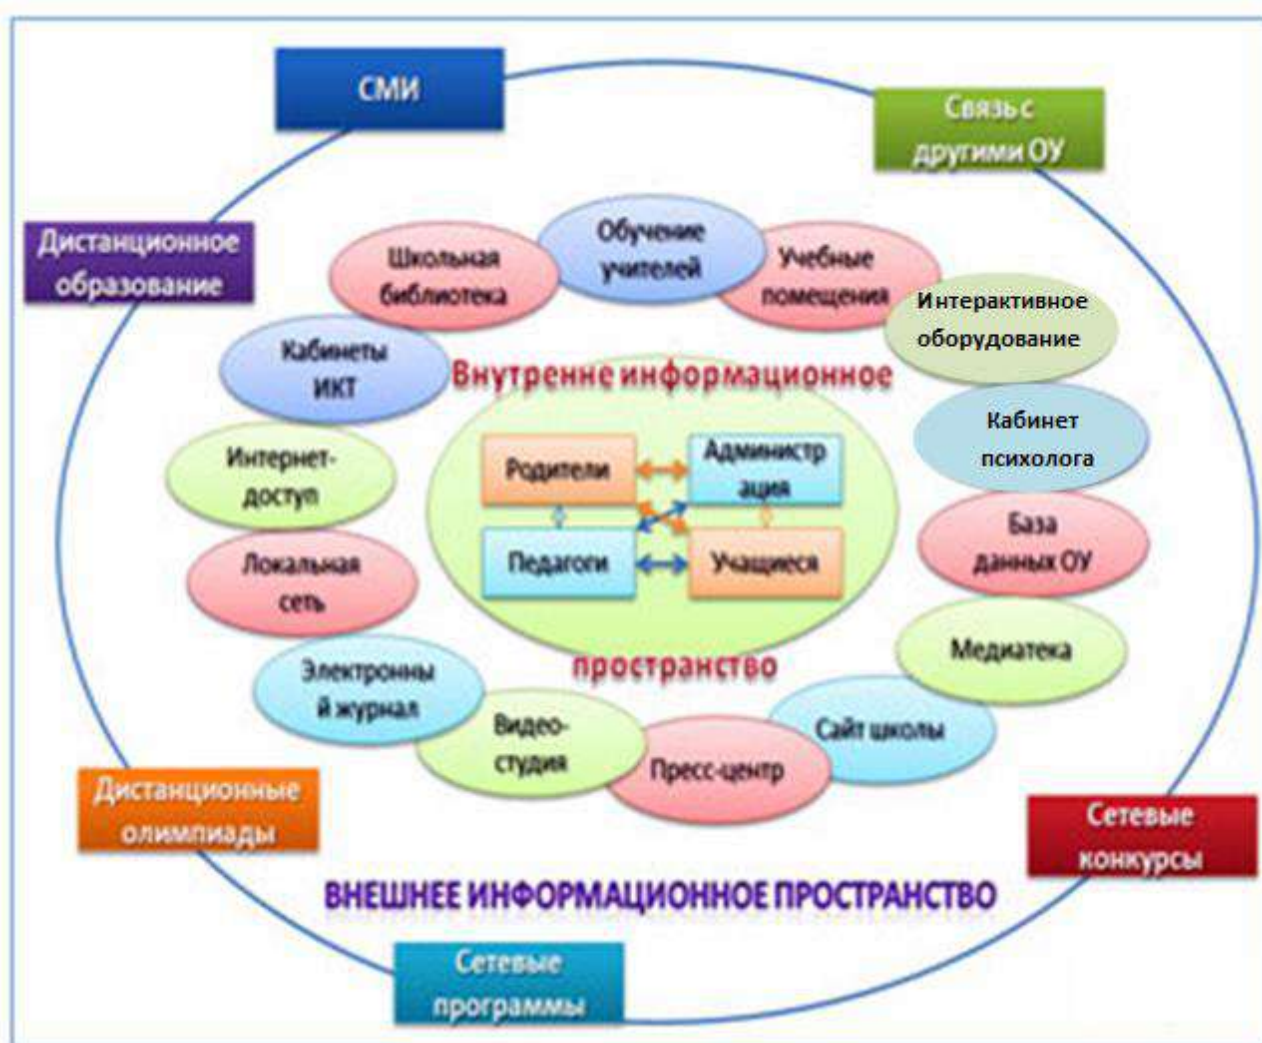 СМИ
Связь с
другими ОУ
Дистанционное
образование
Обучение
учителей
Школьная
библиотека
Учебные
помещения
Интерактивное
оборудование
Кабинеты
ИКТ
Внутренне информационное
Кабинет
психолога
Родители
Администр
ация
Интернет-
доступ
База
данных ОУ
Педагоги
Учащиеся
Локальная
сеть
Медиатека
пространство
Электронны
й журнал
Видео-
студия
Пресс-центр
Сайт школы
Дистанционные
олимпиады
Сетевые
конкурсы
ВНЕШНЕЕ ИНФОРМАЦИОННОЕ ПРОСТРАНСТВО
Сетевые
программы